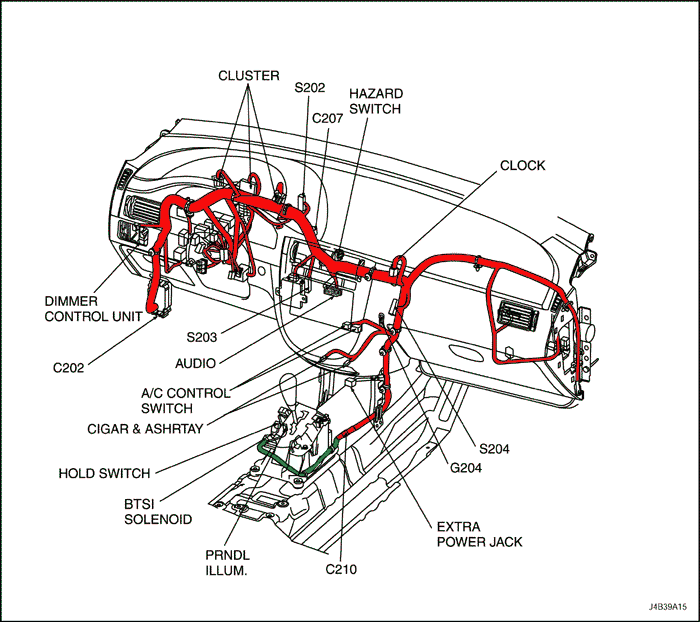 CLUSTER
S202
HAZARD
SWITCH
C207
CLOCK
DIMMER
CONTROL UNIT
S203
C202
AUDIO
A/C CONTROL
SWITCH
CIGAR & ASHRTAY
S204
HOLD SWITCH
G204
BTSI
SOLENOID
EXTRA
POWER JACK
PRNDL
ILLUM.
C210
J4B39A15